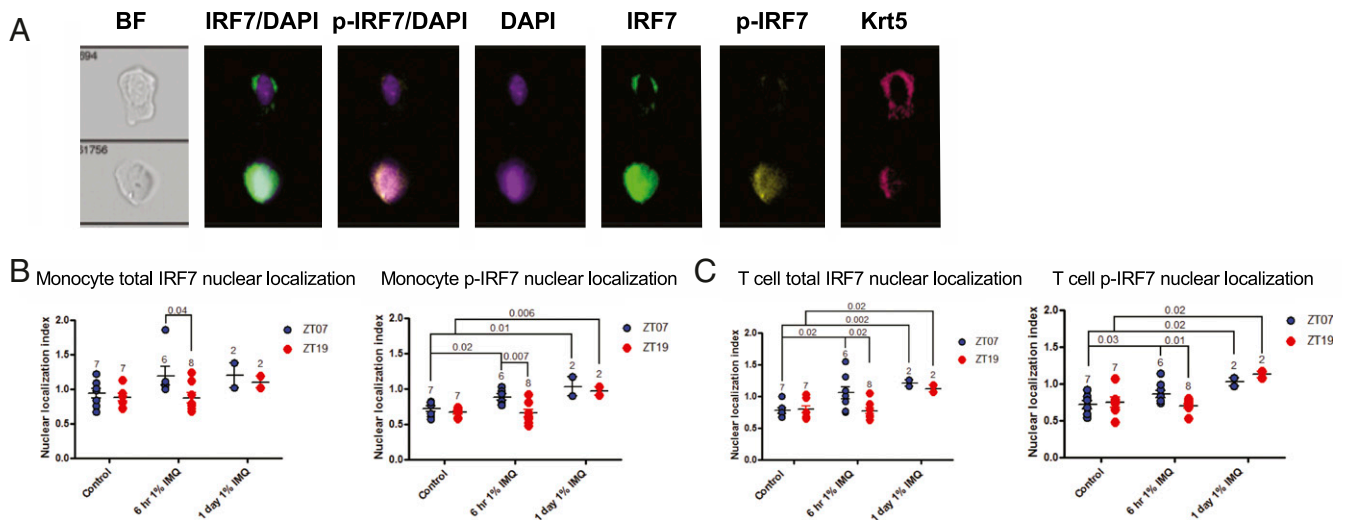 A
BF IRF7/DAPI p-IRF7/DAPI DAPI IRF7 p-IRF7 Krt5
694
61756
B
Monocyte total IRF7 nuclear localization
Nuclear localization index
2.0
1.5
1.0
0.5
0.0
0.04
7 7 6 8 2 2
Control 6 hr 1% IMQ 1 day 1% IMQ
ZT07
ZT19
Monocyte p-IRF7 nuclear localization
Nuclear localization index
2.0
1.5
1.0
0.5
0.0
0.006
0.01
0.02
0.007
7 7 6 8 2 2
Control 6 hr 1% IMQ 1 day 1% IMQ
ZT07
ZT19
C
T cell total IRF7 nuclear localization
Nuclear localization index
2.0
1.5
1.0
0.5
0.0
0.02
0.002
0.02 0.02
7 7 6 8 2 2
Control 6 hr 1% IMQ 1 day 1% IMQ
ZT07
ZT19
T cell p-IRF7 nuclear localization
Nuclear localization index
2.0
1.5
1.0
0.5
0.0
0.02
0.02
0.03 0.01
7 7 6 8 2 2
Control 6 hr 1% IMQ 1 day 1% IMQ
ZT07
ZT19